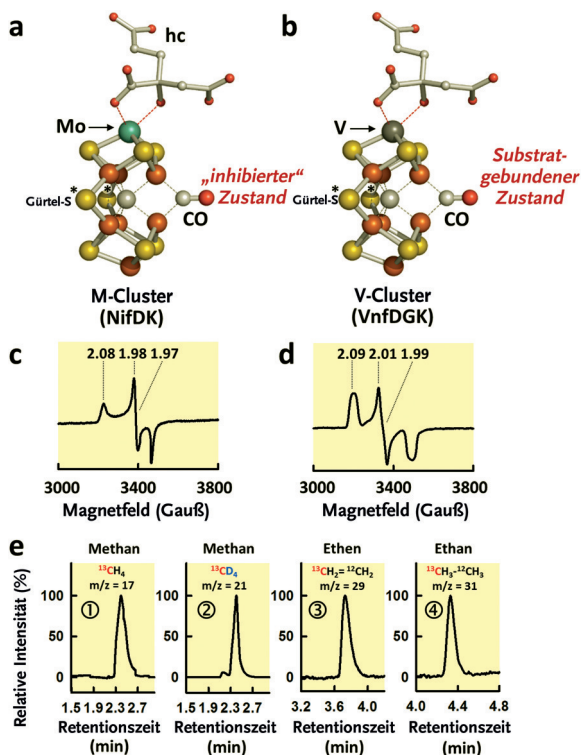 a
b
hc
Mo
V
*
*
*
*
Gürtel-S
Gürtel-S
„inhibierter“
Zustand
Substrat-
gebundener
Zustand
CO
CO
M-Cluster
(NifDK)
V-Cluster
(VnfDGK)
c
2.08 1.98 1.97
3000 3400 3800
Magnetfeld (Gauß)
d
2.09 2.01 1.99
3000 3400 3800
Magnetfeld (Gauß)
e
Methan Methan Ethen Ethan
Relative Intensität (%)
100
50
0
¹³CH₄
m/z = 17
①
1.5 1.9 2.3 2.7
Retentionszeit
(min)
100
50
0
¹³CD₄
m/z = 21
②
1.5 1.9 2.3 2.7
Retentionszeit
(min)
100
50
0
¹³CH₂=¹²CH₂
m/z = 29
③
3.2 3.6 4.0
Retentionszeit
(min)
100
50
0
¹³CH₃-¹²CH₃
m/z = 31
④
4.0 4.4 4.8
Retentionszeit
(min)